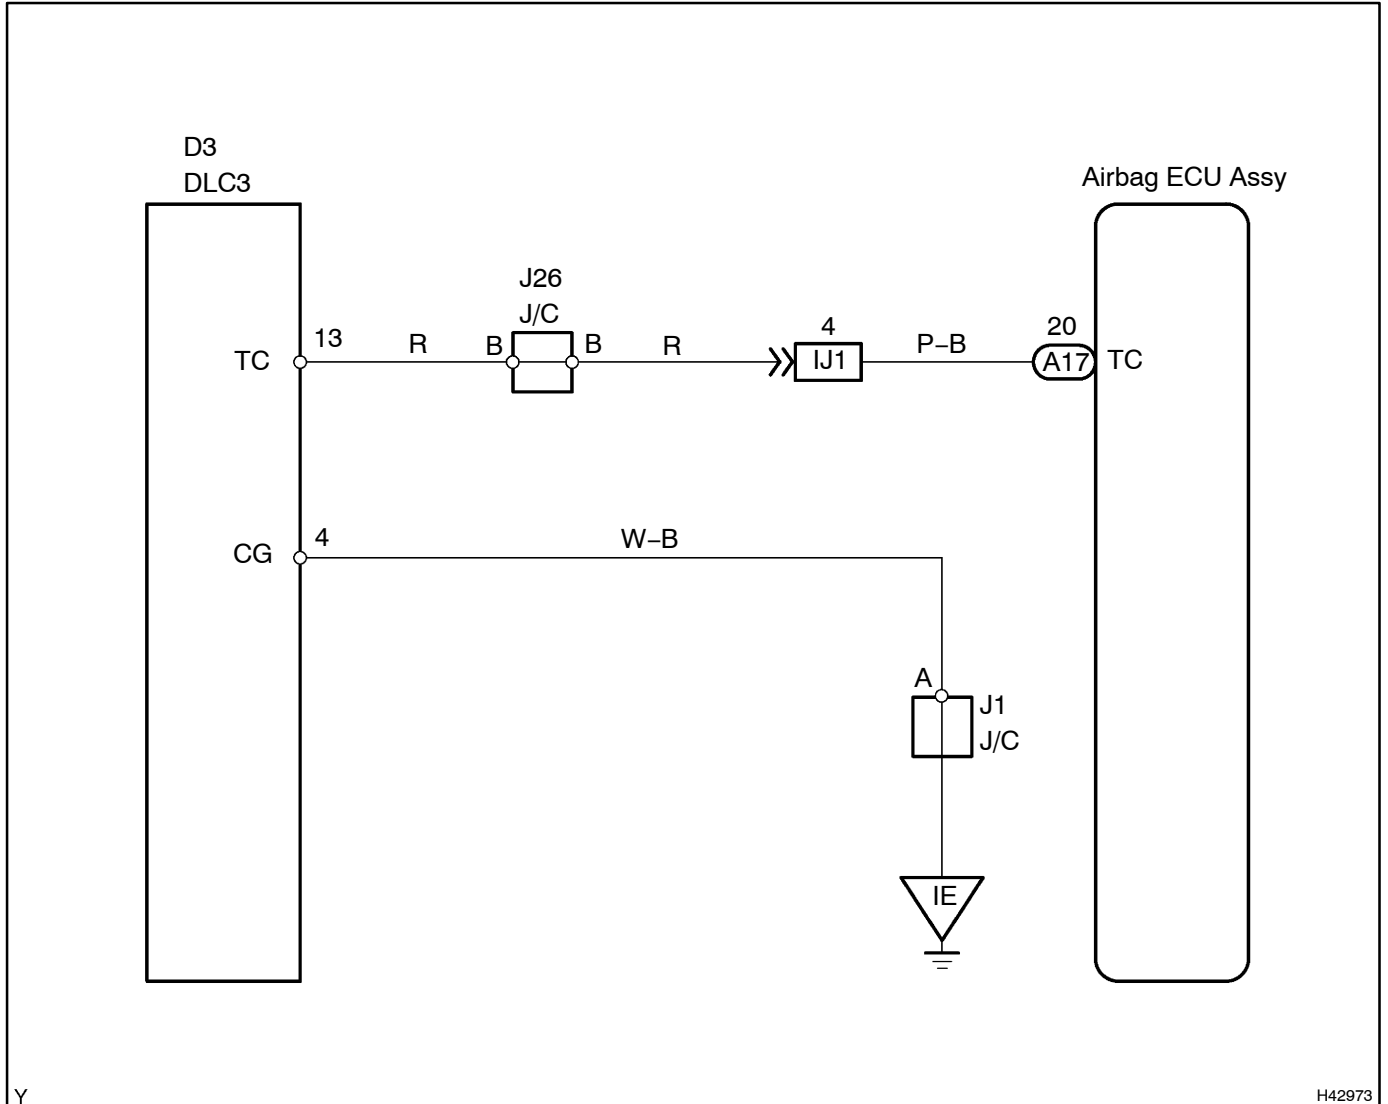 D3
DLC3
Airbag ECU Assy
J26
J/C
TC
13
R
B
B
R
4
IJ1
P–B
20
A17
TC
CG
4
W–B
A
J1
J/C
IE
Y
H42973